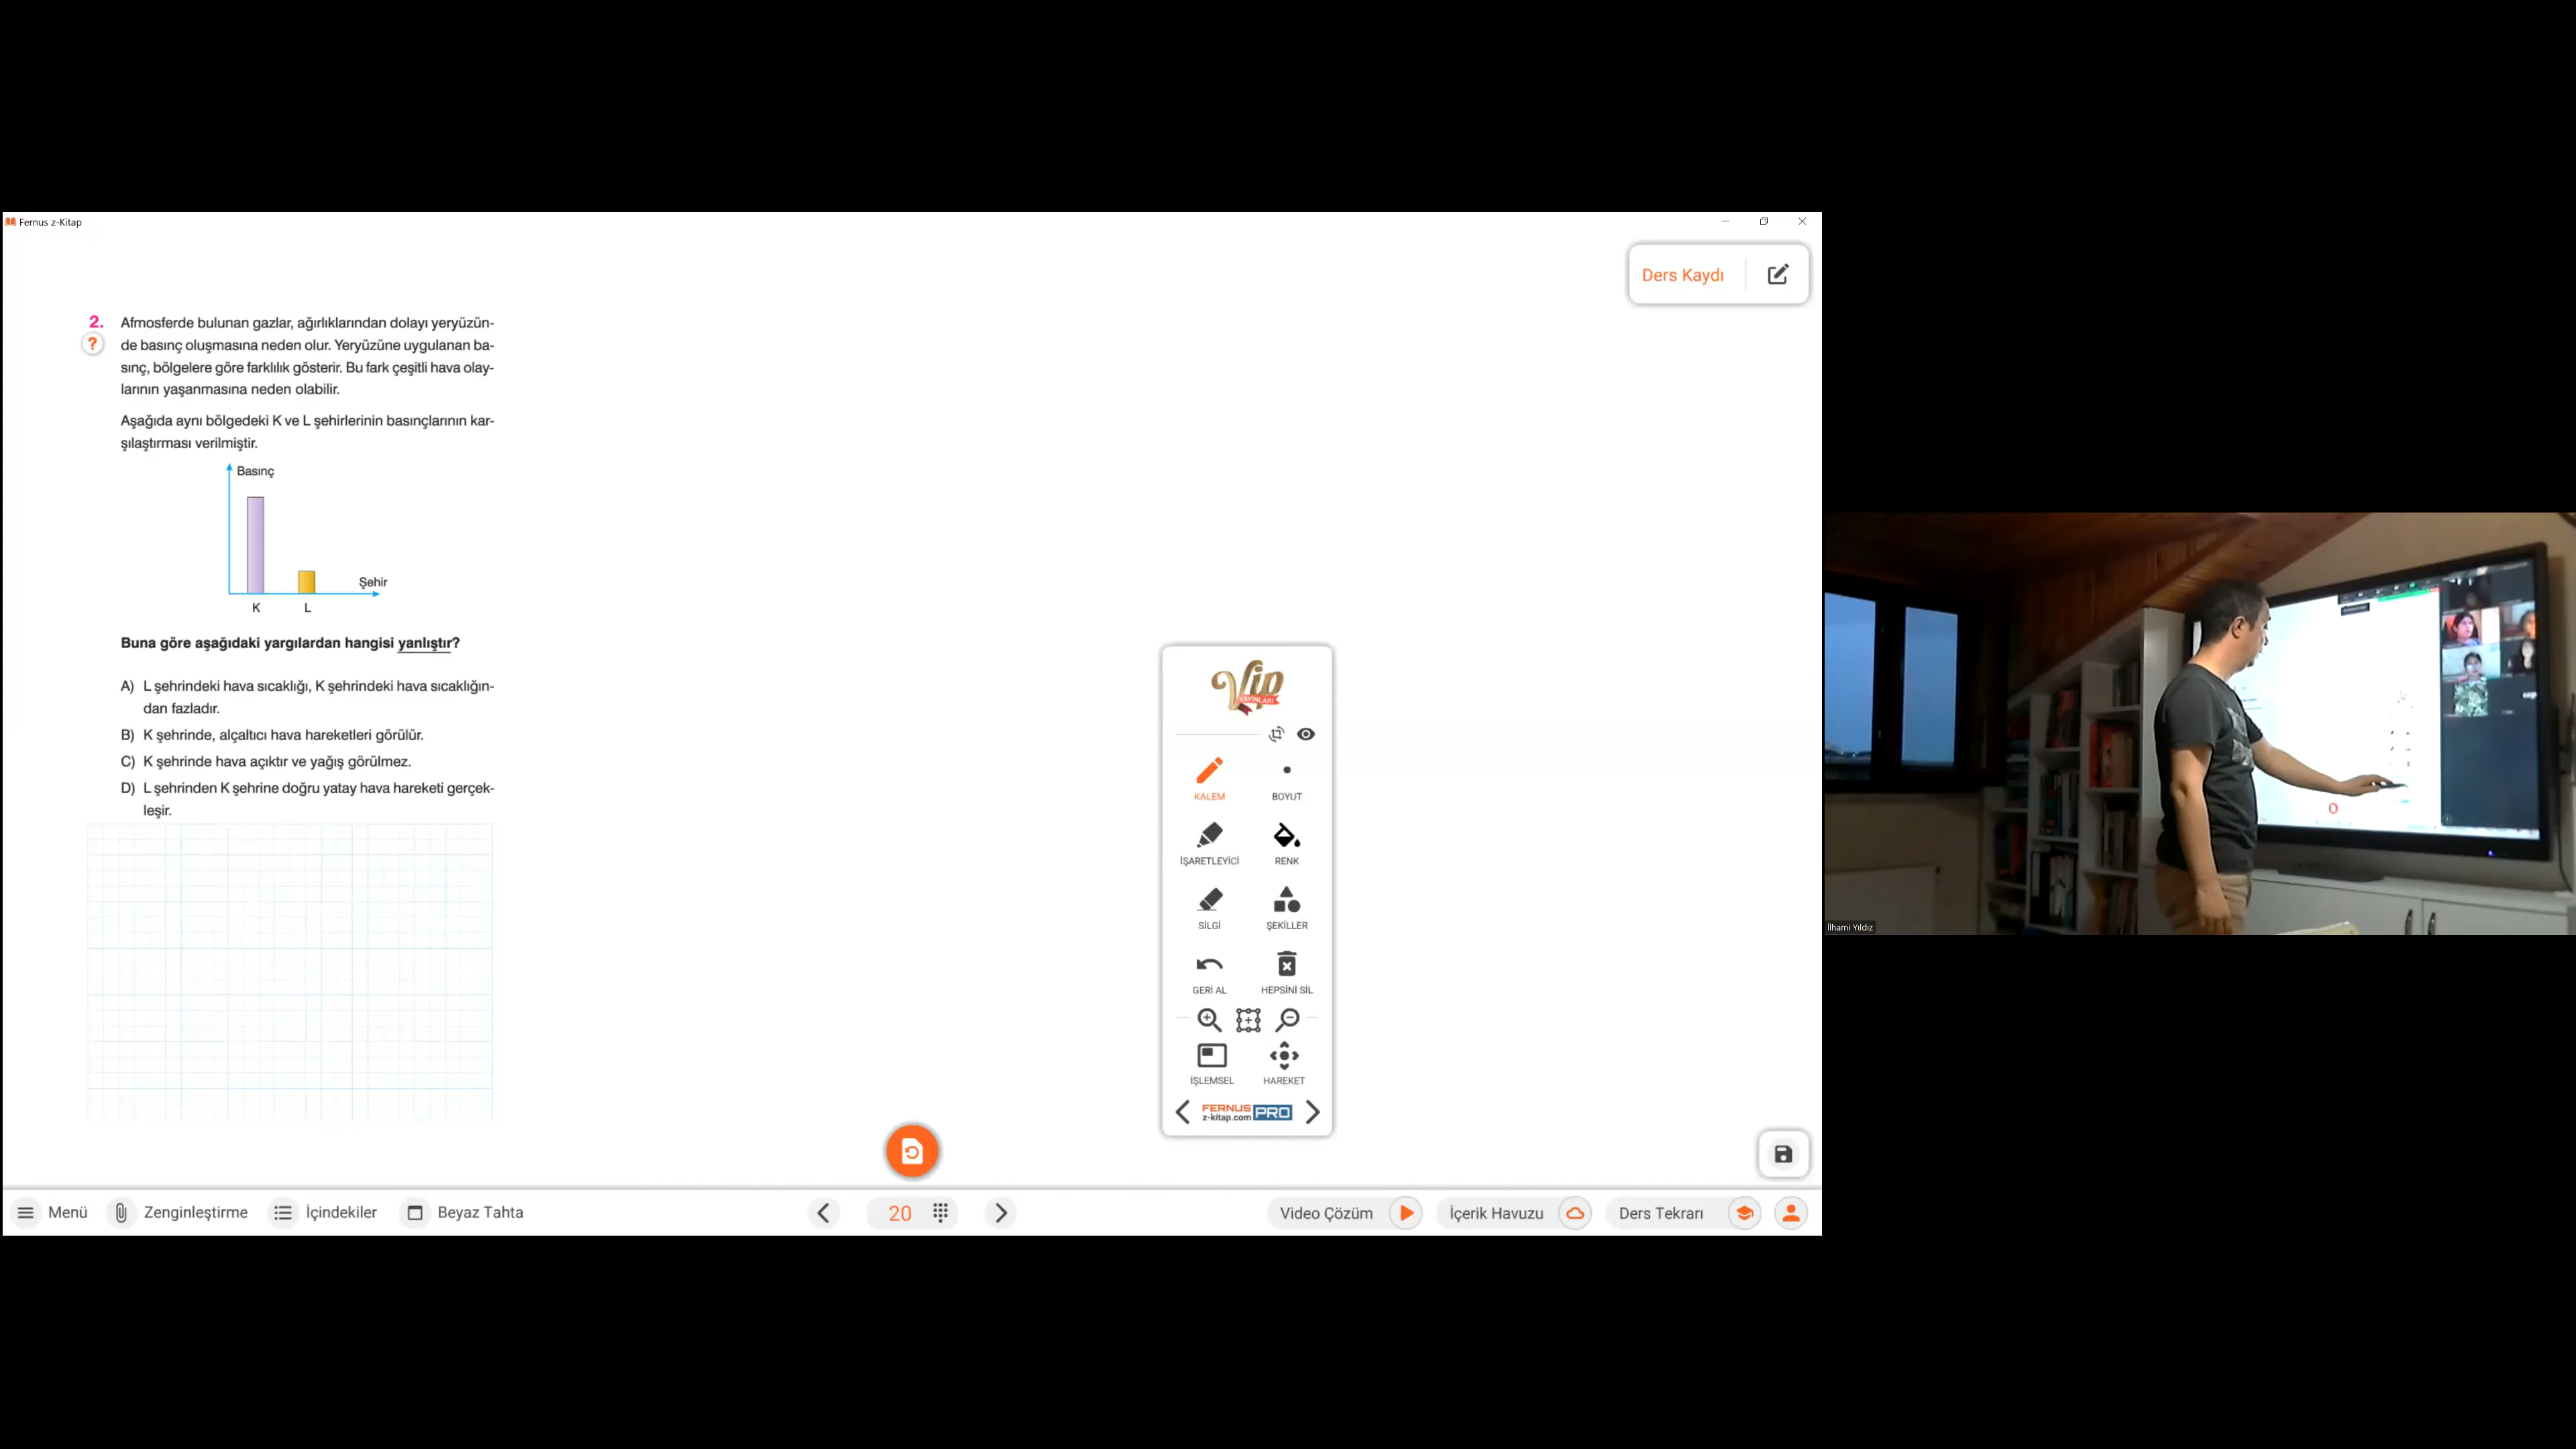 Fernus z-Kitap
Ders Kaydı
2. Afmosferde bulunan gazlar, ağırlıklarından dolayı yeryüzün-
? de basınç oluşmasına neden olur. Yeryüzüne uygulanan ba-
sınç, bölgelere göre farklılık gösterir. Bu fark çeşitli hava olay-
larının yaşanmasına neden olabilir.
Aşağıda aynı bölgedeki K ve L şehirlerinin basınçlarının kar-
şılaştırması verilmiştir.
Basınç
Şehir
K L
Buna göre aşağıdaki yargılardan hangisi yanlıştır?
A) L şehrindeki hava sıcaklığı, K şehrindeki hava sıcaklığın-
dan fazladır.
B) K şehrinde, alçaltıcı hava hareketleri görülür.
C) K şehrinde hava açıktır ve yağış görülmez.
D) L şehrinden K şehrine doğru yatay hava hareketi gerçek-
leşir.
Vip
YAYINLARI
KALEM BOYUT
İŞARETLEYİCİ RENK
SİLGİ ŞEKİLLER
GERİ AL HEPSİNİ SİL
İŞLEMSEL HAREKET
FERNUS PRO
z-kitap.com
Menü Zenginleştirme İçindekiler Beyaz Tahta 20 Video Çözüm İçerik Havuzu Ders Tekrarı
İlhami Yıldız